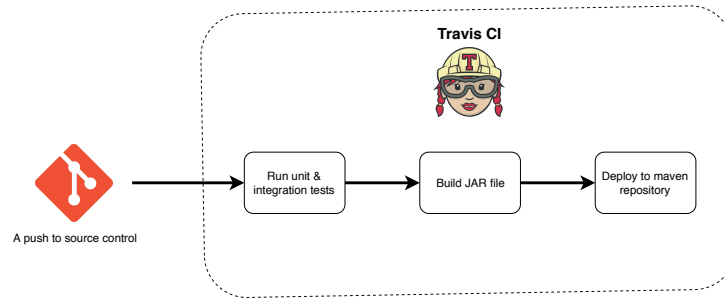 Travis CI
T
Run unit &
integration tests
Build JAR file
Deploy to maven
repository
A push to source control